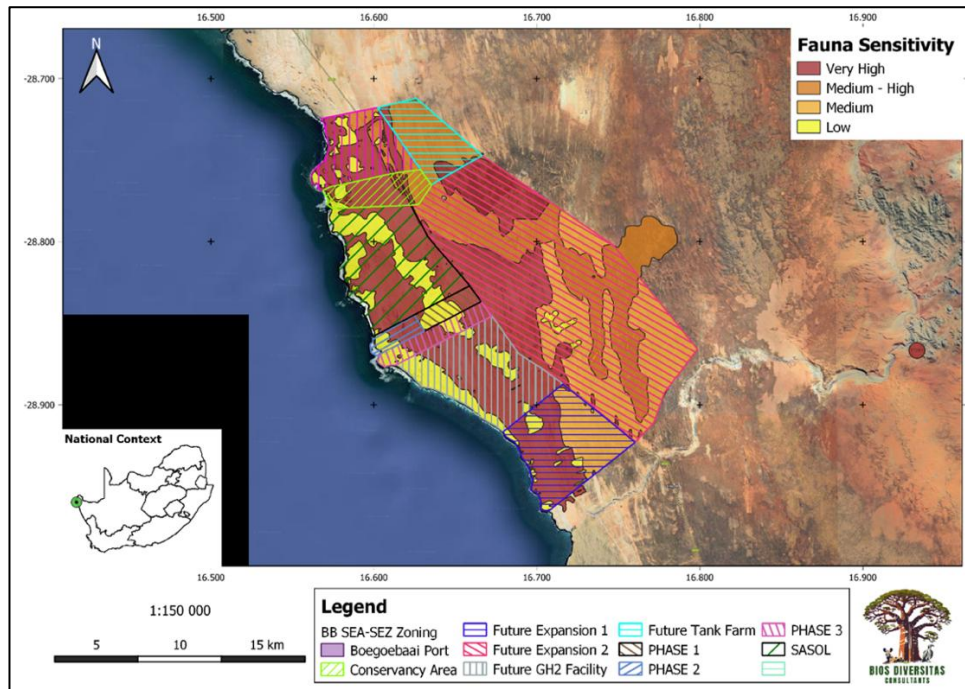 16.500 16.600 16.700 16.800 16.900
N
Fauna Sensitivity
Very High
Medium - High
Medium
Low
-28.700
-28.800
-28.900
National Context
16.500 16.600 16.700 16.800 16.900
1:150 000
5 10 15 km
Legend
BB SEA-SEZ Zoning
Boegoebaai Port
Conservancy Area
Future Expansion 1
Future Expansion 2
Future GH2 Facility
Future Tank Farm
PHASE 1
PHASE 2
PHASE 3
SASOL
BIOS DIVERSITAS
CONSULTANTS